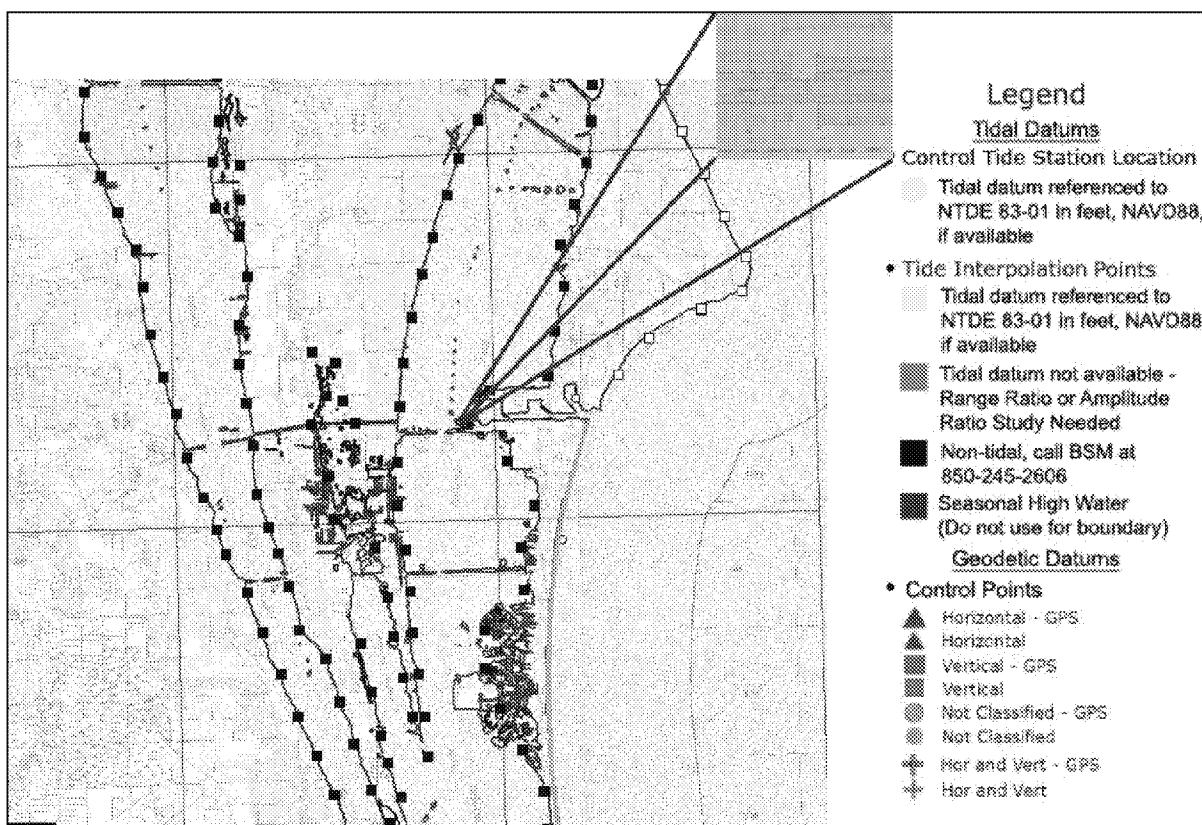 Legend
Tidal Datums
Control Tide Station Location
Tidal datum referenced to
NTDE 83-01 in feet, NAVD88,
if available
• Tide Interpolation Points
Tidal datum referenced to
NTDE 83-01 in feet, NAVD88
if available
Tidal datum not available -
Range Ratio or Amplitude
Ratio Study Needed
Non-tidal, call BSM at
850-245-2606
Seasonal High Water
(Do not use for boundary)
Geodetic Datums
• Control Points
Horizontal - GPS
Horizontal
Vertical - GPS
Vertical
Not Classified - GPS
Not Classified
Hor and Vert - GPS
Hor and Vert